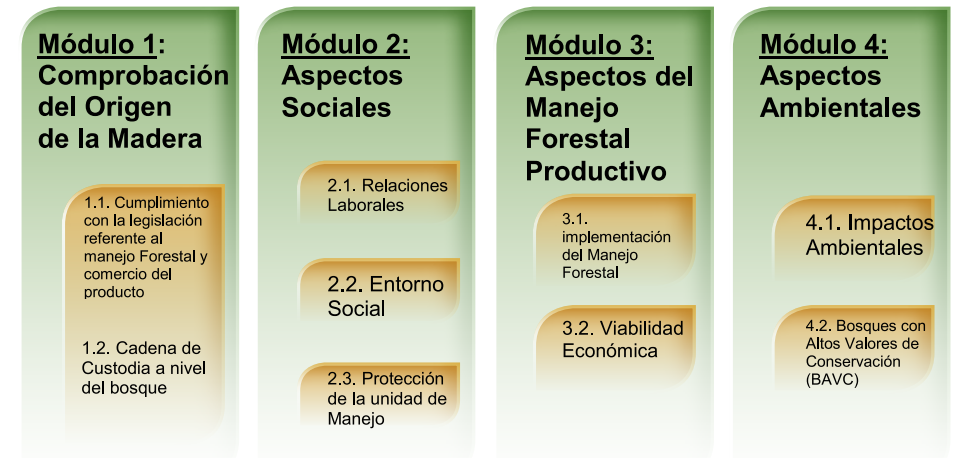 Módulo 1:
Comprobación
del Origen
de la Madera
1.1. Cumplimiento
con la legislación
referente al
manejo Forestal y
comercio del
producto
1.2. Cadena de
Custodia a nivel
del bosque
Módulo 2:
Aspectos
Sociales
2.1. Relaciones
Laborales
2.2. Entorno
Social
2.3. Protección
de la unidad de
Manejo
Módulo 3:
Aspectos del
Manejo
Forestal
Productivo
3.1.
implementación
del Manejo
Forestal
3.2. Viabilidad
Económica
Módulo 4:
Aspectos
Ambientales
4.1. Impactos
Ambientales
4.2. Bosques con
Altos Valores de
Conservación
(BAVC)